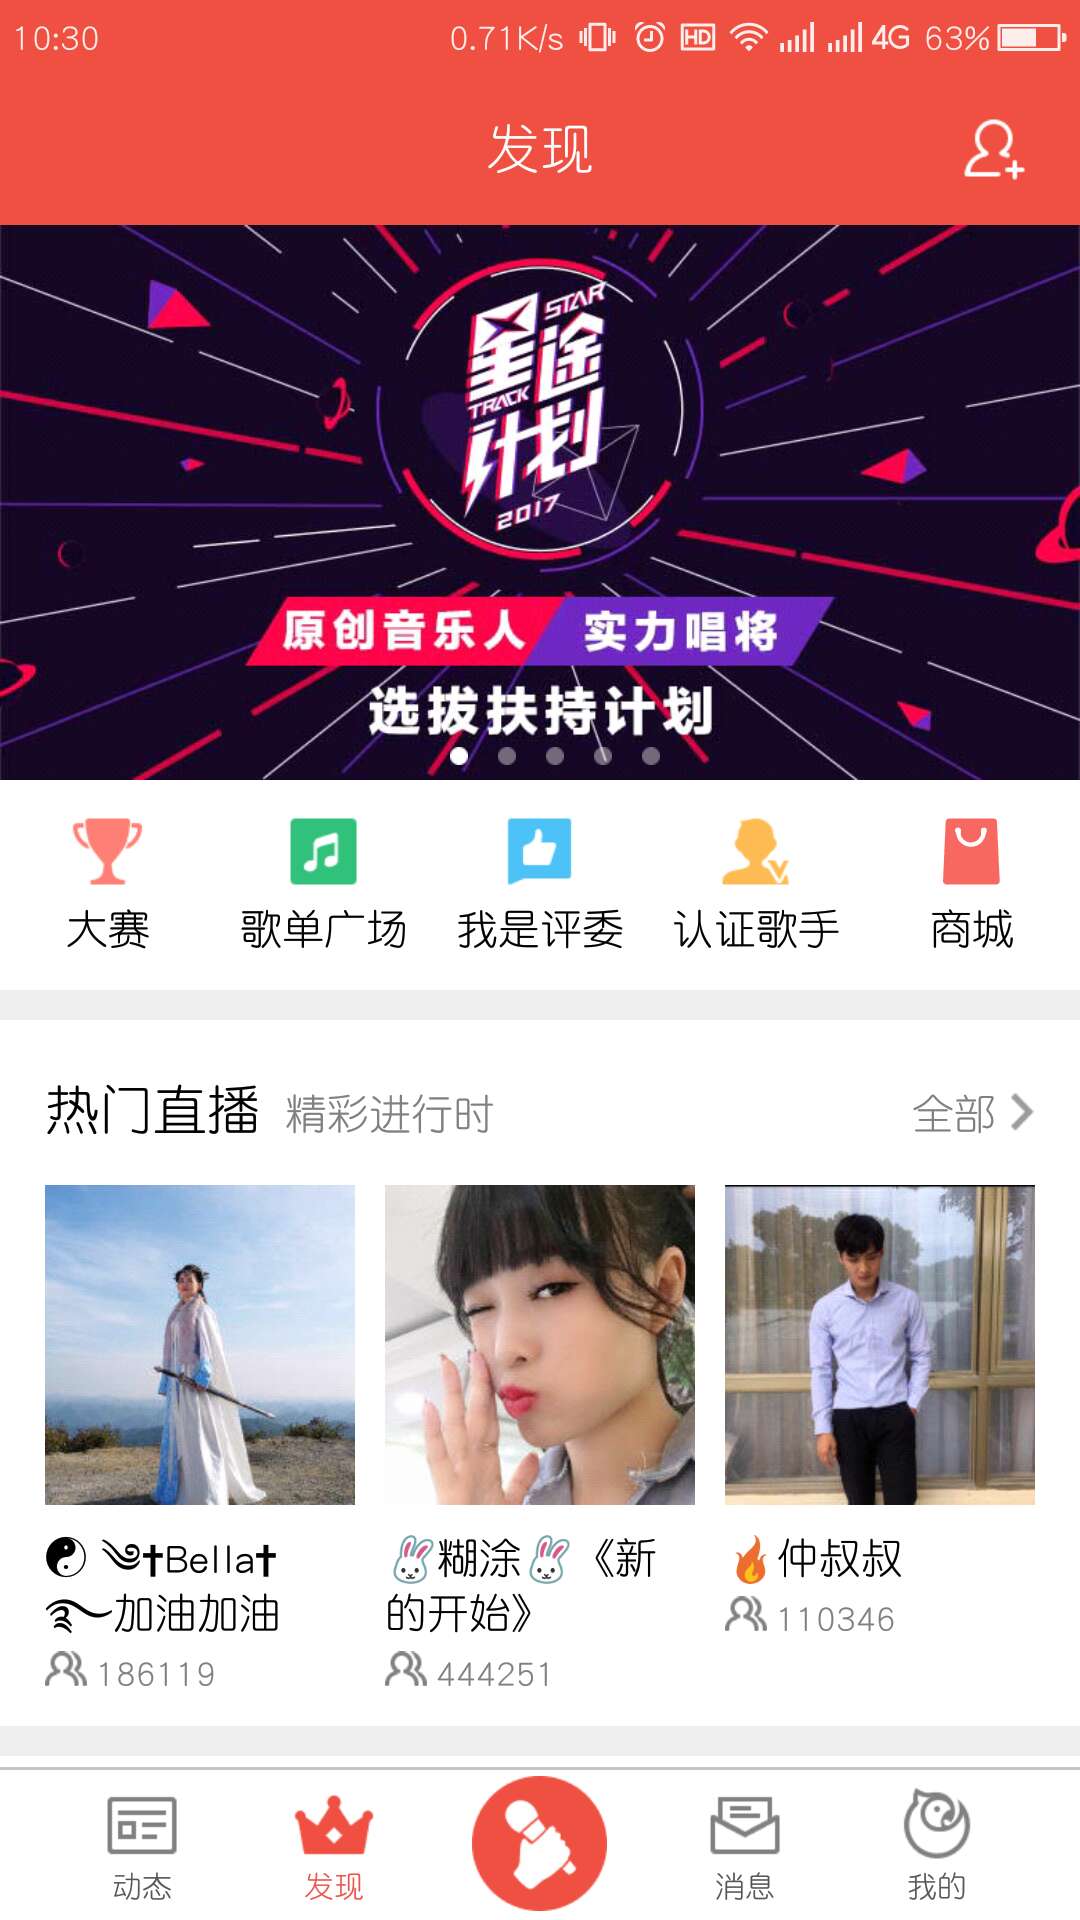 10:30 0.71K/s HD 4G 63%
发现
星途 STAR
TRACK
计划
2017
原创音乐人 实力唱将
选拔扶持计划
大赛 歌单广场 我是评委 认证歌手 商城
热门直播 精彩进行时 全部
☯ ༄†Bella† 🐰糊涂🐰《新 🔥仲叔叔
࿐加油加油 的开始》 110346
186119 444251
动态 发现 消息 我的